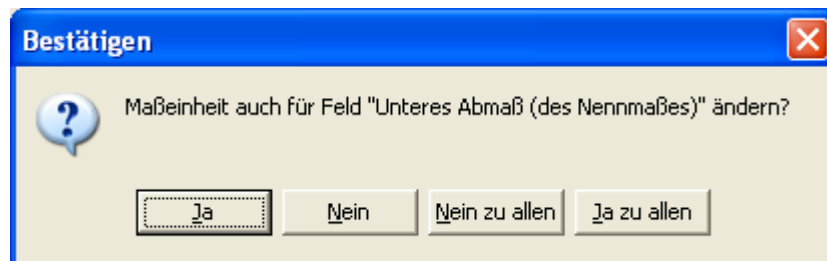 Bestätigen
Maßeinheit auch für Feld "Unteres Abmaß (des Nennmaßes)" ändern?
Ja Nein Nein zu allen Ja zu allen